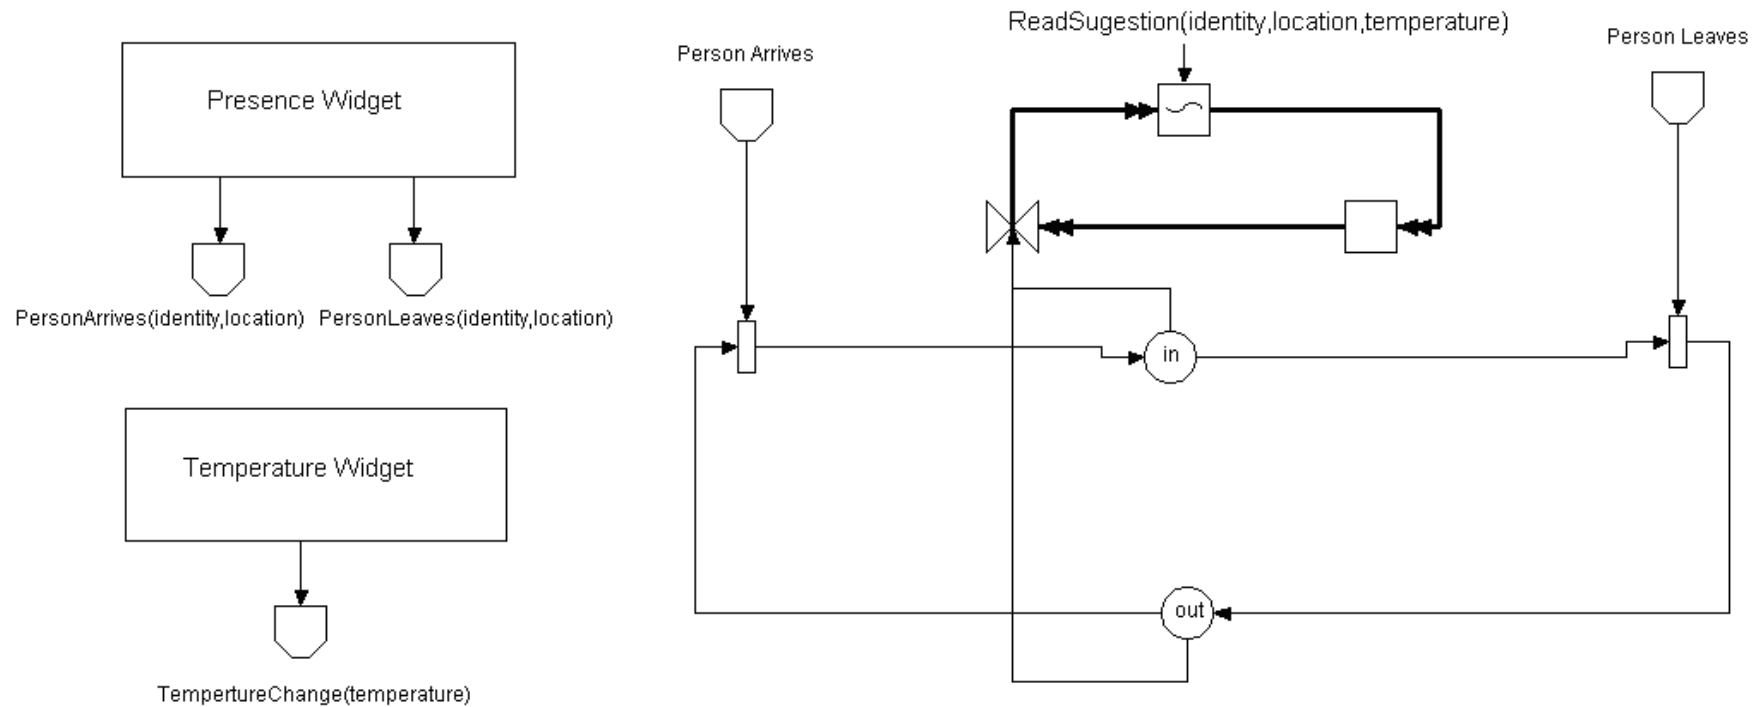 ReadSugestion(identity,location,temperature)
Person Arrives
Person Leaves
Presence Widget
PersonArrives(identity,location)
PersonLeaves(identity,location)
in
Temperature Widget
out
TempertureChange(temperature)